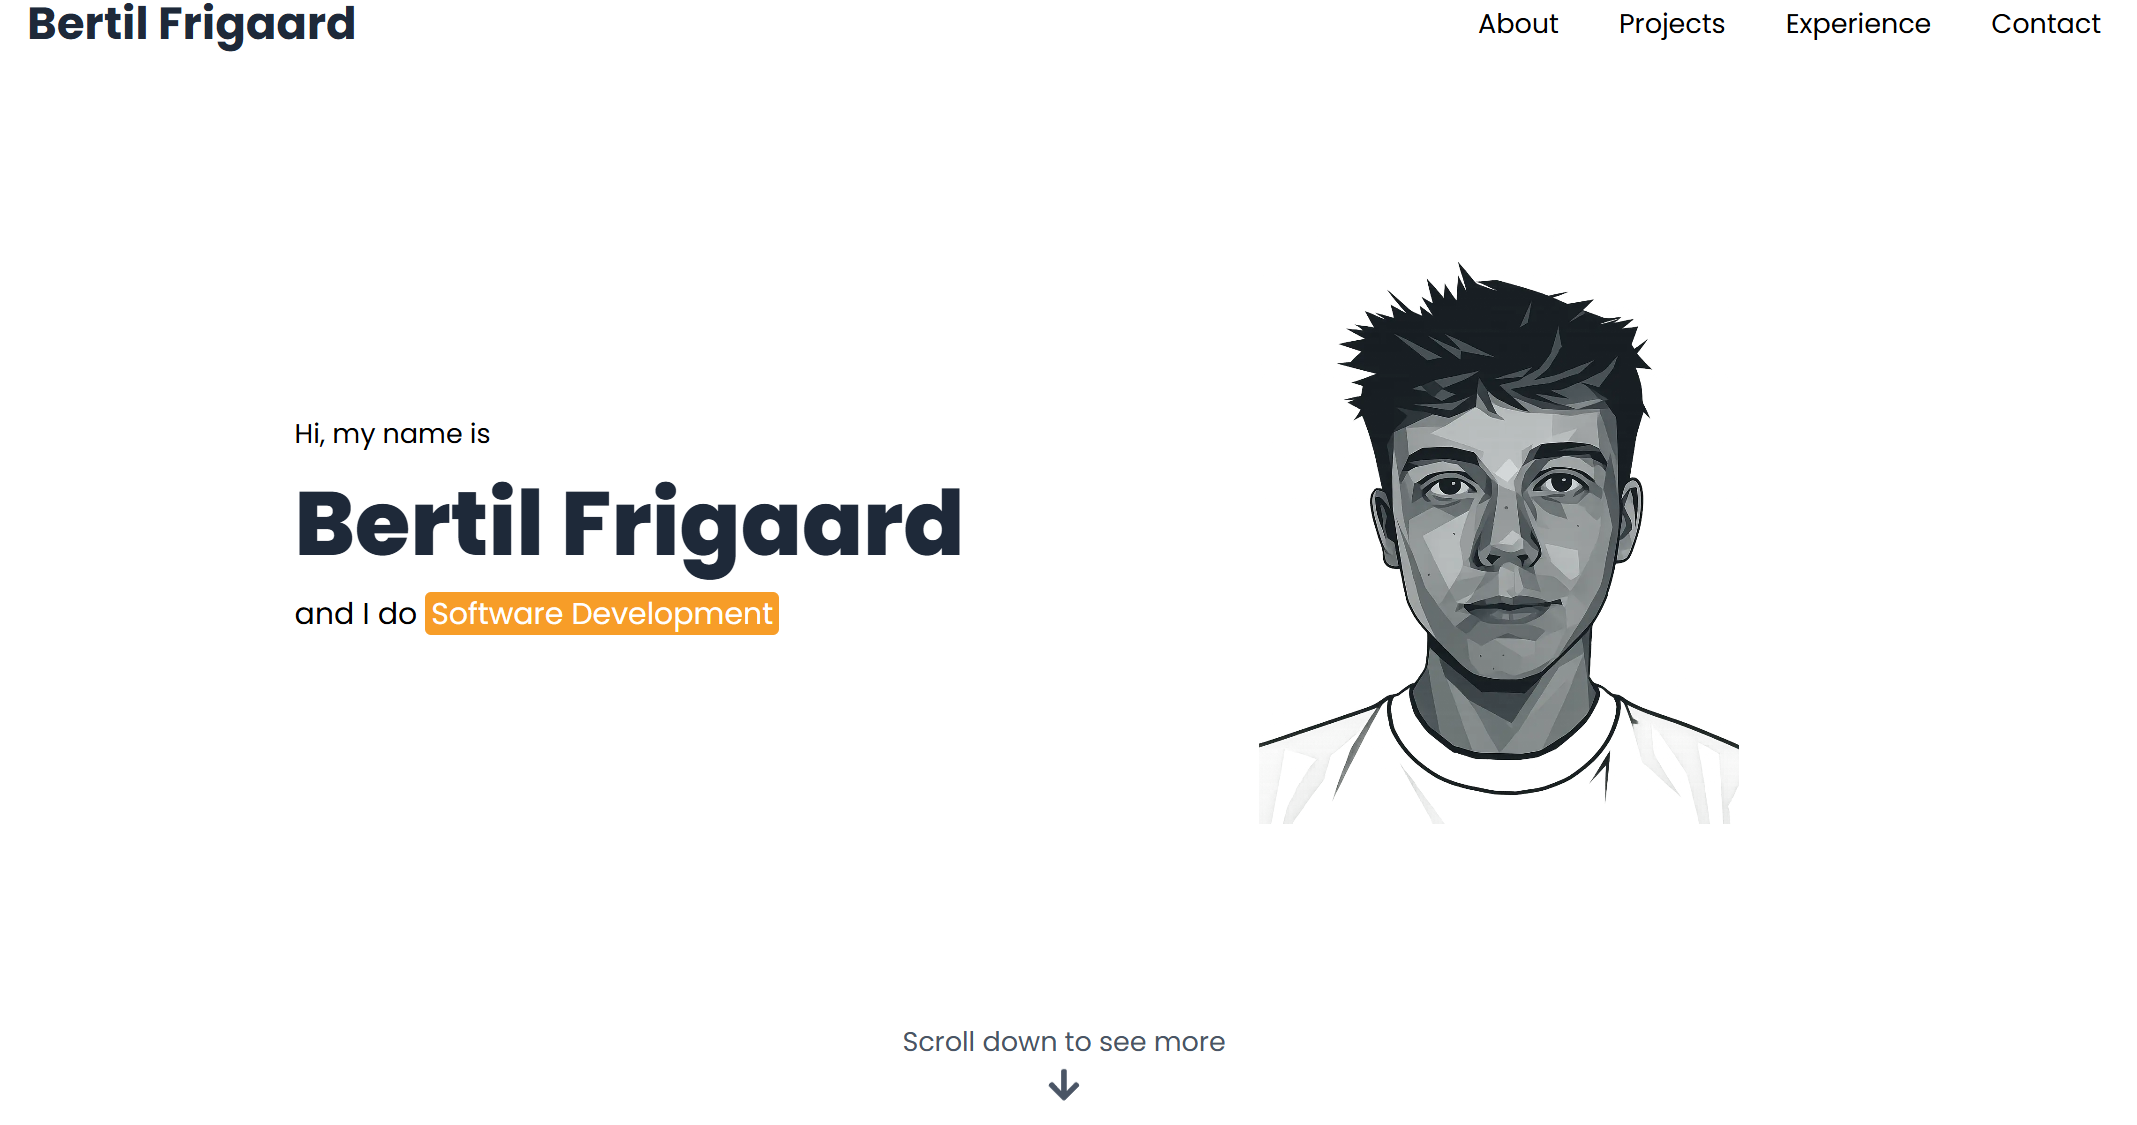 Bertil Frigaard
About Projects Experience Contact
Hi, my name is
Bertil Frigaard
and I do Software Development
Scroll down to see more